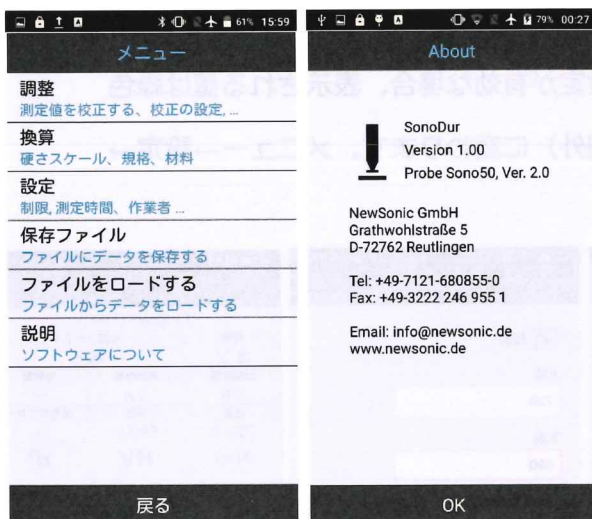 61% 15:59
メニュー
調整
測定値を校正する、校正の設定, ...
換算
硬さスケール、規格、材料
設定
制限, 測定時間、作業者 ...
保存ファイル
ファイルにデータを保存する
ファイルをロードする
ファイルからデータをロードする
説明
ソフトウェアについて
戻る
79% 00:27
About
SonoDur
Version 1.00
Probe Sono50, Ver. 2.0
NewSonic GmbH
Grathwohlstraße 5
D-72762 Reutlingen
Tel: +49-7121-680855-0
Fax: +49-3222 246 955 1
Email: info@newsonic.de
www.newsonic.de
OK